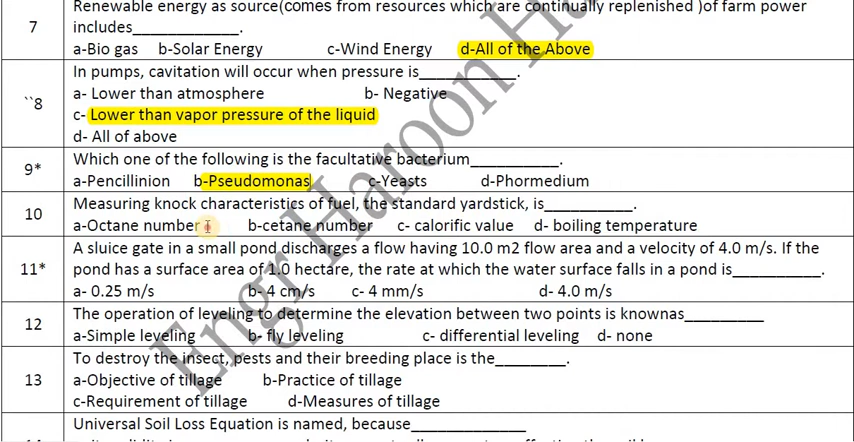 Renewable energy as source(comes from resources which are continually replenished )of farm power
7 includes____________.
a-Bio gas b-Solar Energy c-Wind Energy d-All of the Above
In pumps, cavitation will occur when pressure is___________.
a- Lower than atmosphere b- Negative
``8
c- Lower than vapor pressure of the liquid
d- All of above
9* Which one of the following is the facultative bacterium__________.
a-Pencillinion b-Pseudomonas c-Yeasts d-Phormedium
10 Measuring knock characteristics of fuel, the standard yardstick, is__________.
a-Octane number b-cetane number c- calorific value d- boiling temperature
A sluice gate in a small pond discharges a flow having 10.0 m2 flow area and a velocity of 4.0 m/s. If the
11* pond has a surface area of 1.0 hectare, the rate at which the water surface falls in a pond is__________.
a- 0.25 m/s b- 4 cm/s c- 4 mm/s d- 4.0 m/s
12 The operation of leveling to determine the elevation between two points is knownas_________
a-Simple leveling b- fly leveling c- differential leveling d- none
To destroy the insect, pests and their breeding place is the________.
13 a-Objective of tillage b-Practice of tillage
c-Requirement of tillage d-Measures of tillage
Universal Soil Loss Equation is named, because_____________
Engr Haroon Ha